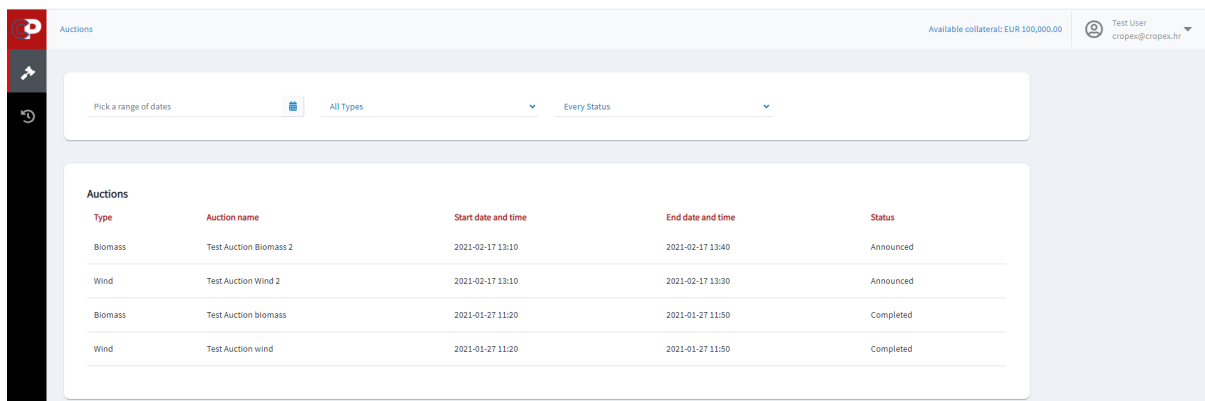 Auctions
Available collateral: EUR 100,000.00
Test User
cropex@cropex.hr
Pick a range of dates
All Types
Every Status
Auctions
Type Auction name Start date and time End date and time Status
Biomass Test Auction Biomass 2 2021-02-17 13:10 2021-02-17 13:40 Announced
Wind Test Auction Wind 2 2021-02-17 13:10 2021-02-17 13:30 Announced
Biomass Test Auction biomass 2021-01-27 11:20 2021-01-27 11:50 Completed
Wind Test Auction wind 2021-01-27 11:20 2021-01-27 11:50 Completed